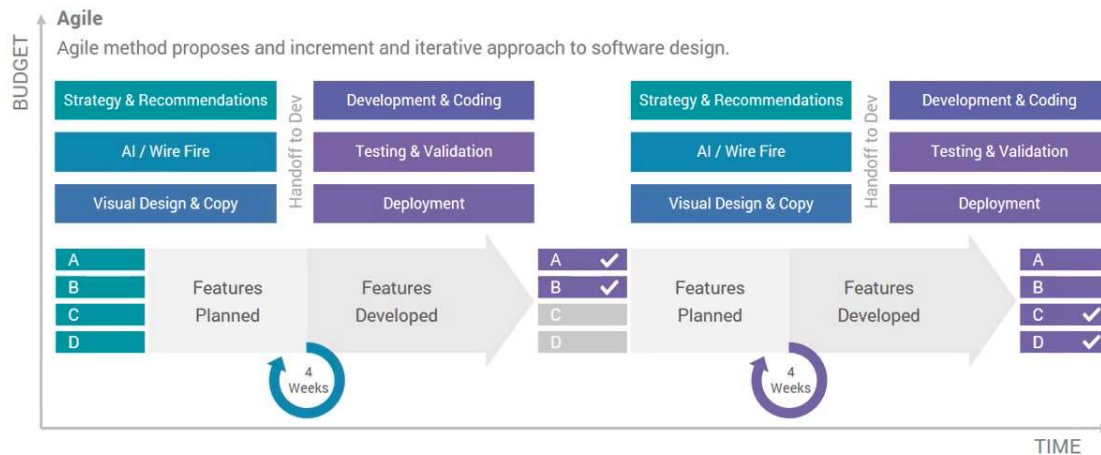 Agile
Agile method proposes and increment and iterative approach to software design.
BUDGET
Strategy & Recommendations
AI / Wire Fire
Visual Design & Copy
Handoff to Dev
Development & Coding
Testing & Validation
Deployment
Strategy & Recommendations
AI / Wire Fire
Visual Design & Copy
Handoff to Dev
Development & Coding
Testing & Validation
Deployment
A
B
C
D
Features
Planned
Features
Developed
4
Weeks
A
B
C
D
Features
Planned
Features
Developed
4
Weeks
A
B
C
D
TIME